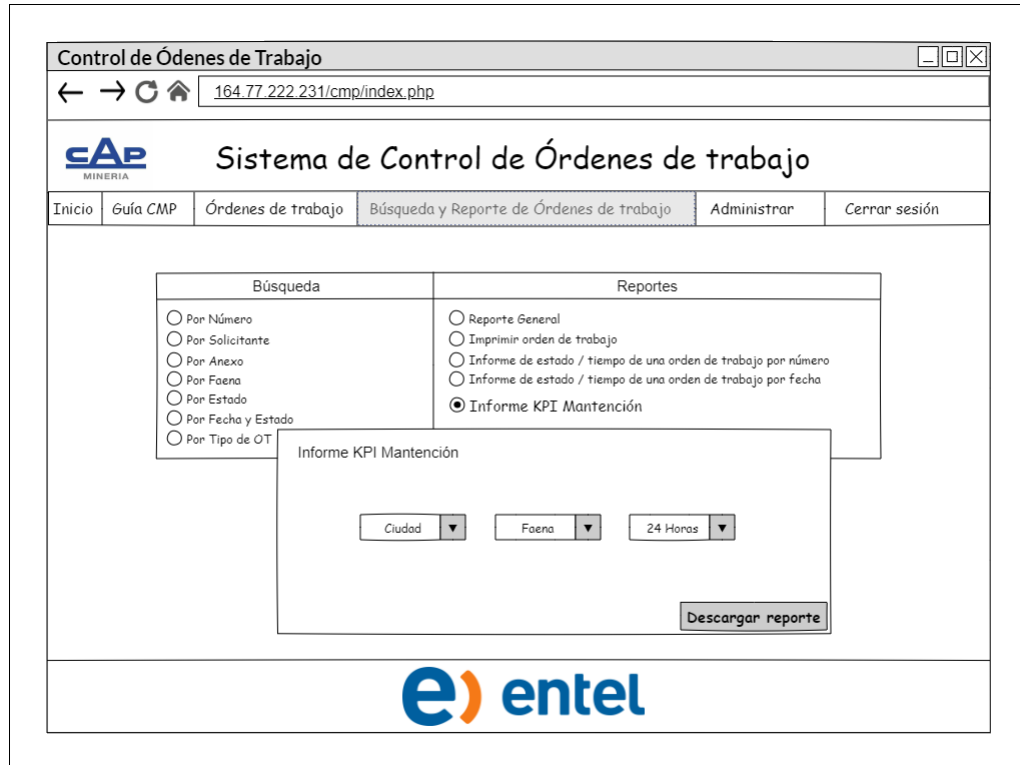 Control de Ódenes de Trabajo
164.77.222.231/cmp/index.php
CAP
MINERIA
Sistema de Control de Órdenes de trabajo
Inicio Guía CMP Órdenes de trabajo Búsqueda y Reporte de Órdenes de trabajo Administrar Cerrar sesión
Búsqueda
Por Número
Por Solicitante
Por Anexo
Por Faena
Por Estado
Por Fecha y Estado
Por Tipo de OT
Reportes
Reporte General
Imprimir orden de trabajo
Informe de estado / tiempo de una orden de trabajo por número
Informe de estado / tiempo de una orden de trabajo por fecha
Informe KPI Mantención
Informe KPI Mantención
Ciudad Faena 24 Horas
Descargar reporte
e) entel